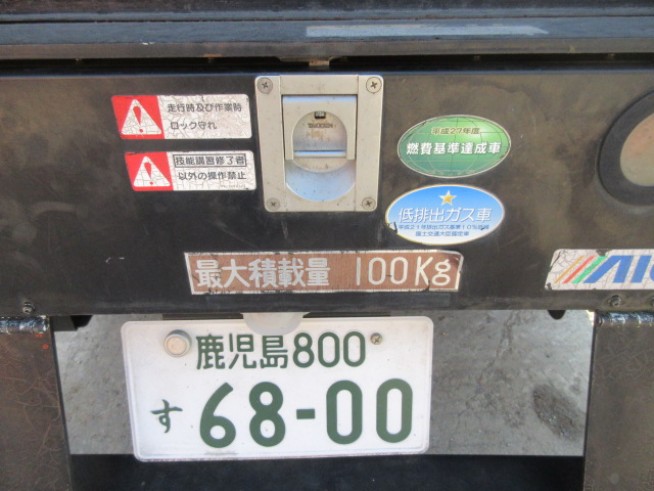 走行時及び作業時
ロック守れ
技能講習修了者
以外の操作禁止
平成27年度
燃費基準達成車
低排出ガス車
最大積載量 100Kg
鹿児島800
す 68-00